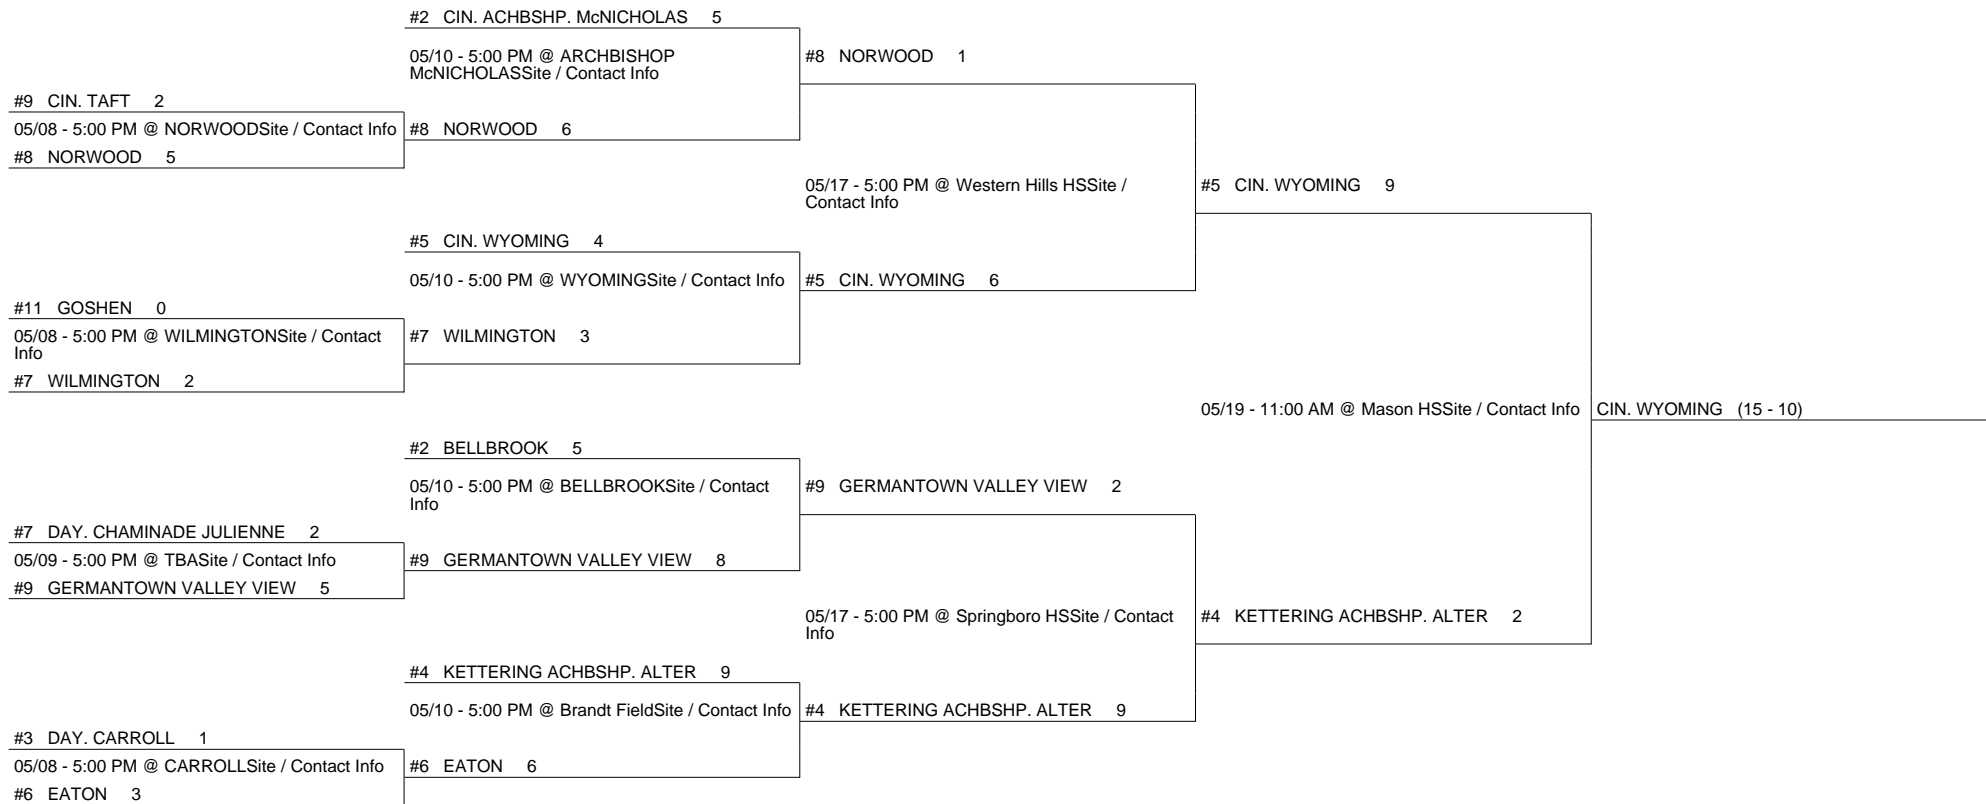 #2 CIN. ACHBSHP. McNICHOLAS 5
05/10 - 5:00 PM @ ARCHBISHOP
McNICHOLASSite / Contact Info
#8 NORWOOD 1
#9 CIN. TAFT 2
05/08 - 5:00 PM @ NORWOODSite / Contact Info
#8 NORWOOD 6
#8 NORWOOD 5
05/17 - 5:00 PM @ Western Hills HSSite /
Contact Info
#5 CIN. WYOMING 9
#5 CIN. WYOMING 4
05/10 - 5:00 PM @ WYOMINGSite / Contact Info
#5 CIN. WYOMING 6
#11 GOSHEN 0
05/08 - 5:00 PM @ WILMINGTONSite / Contact
Info
#7 WILMINGTON 3
#7 WILMINGTON 2
05/19 - 11:00 AM @ Mason HSSite / Contact Info
CIN. WYOMING (15 - 10)
#2 BELLBROOK 5
05/10 - 5:00 PM @ BELLBROOKSite / Contact
Info
#9 GERMANTOWN VALLEY VIEW 2
#7 DAY. CHAMINADE JULIENNE 2
05/09 - 5:00 PM @ TBASite / Contact Info
#9 GERMANTOWN VALLEY VIEW 8
#9 GERMANTOWN VALLEY VIEW 5
05/17 - 5:00 PM @ Springboro HSSite / Contact
Info
#4 KETTERING ACHBSHP. ALTER 2
#4 KETTERING ACHBSHP. ALTER 9
05/10 - 5:00 PM @ Brandt FieldSite / Contact Info
#4 KETTERING ACHBSHP. ALTER 9
#3 DAY. CARROLL 1
05/08 - 5:00 PM @ CARROLLSite / Contact Info
#6 EATON 6
#6 EATON 3